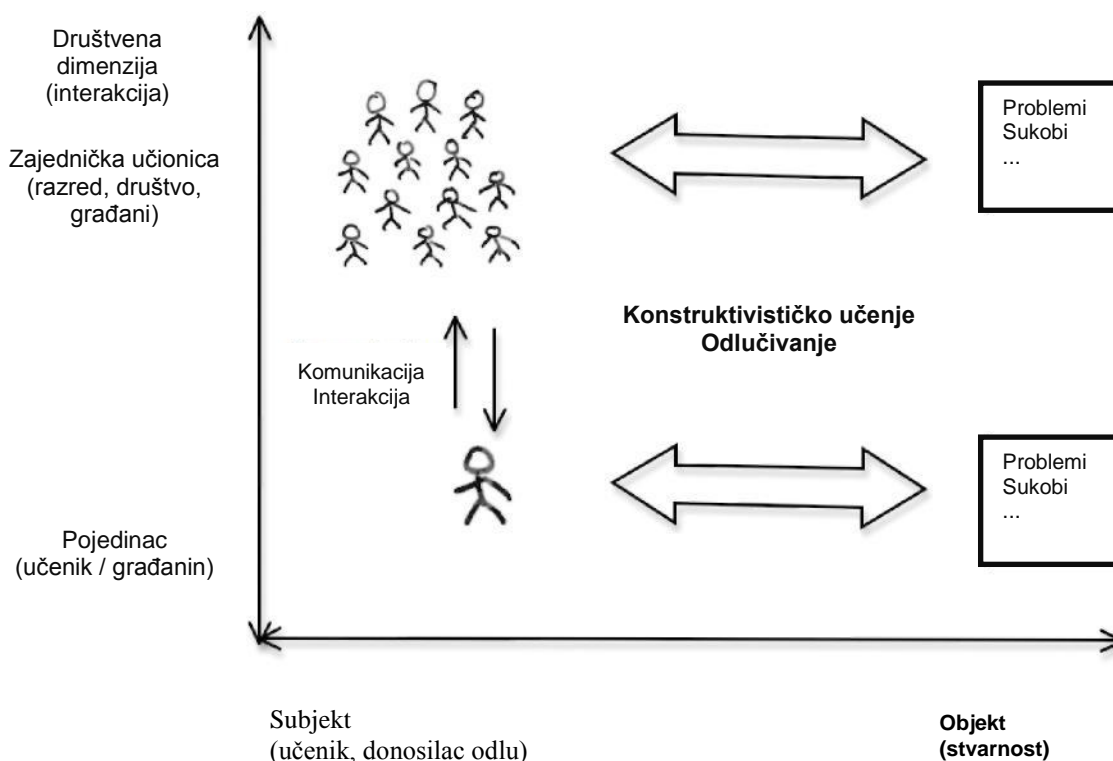 Društvena
dimenzija
(interakcija)
Zajednička učionica
(razred, društvo,
građani)
Problemi
Sukobi
...
Konstruktivističko učenje
Odlučivanje
Komunikacija
Interakcija
Problemi
Sukobi
...
Pojedinac
(učenik / građanin)
Subjekt
(učenik, donosilac odlu)
Objekt
(stvarnost)